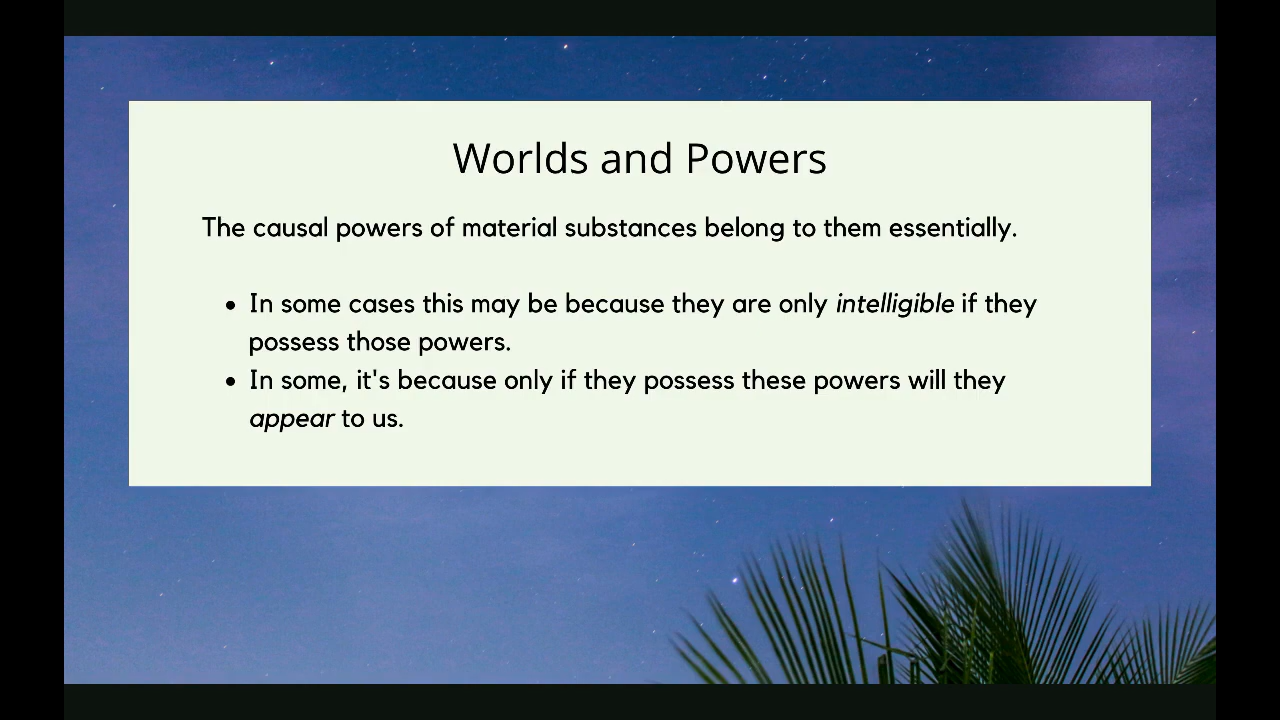 Worlds and Powers
The causal powers of material substances belong to them essentially.
• In some cases this may be because they are only intelligible if they
possess those powers.
• In some, it's because only if they possess these powers will they
appear to us.